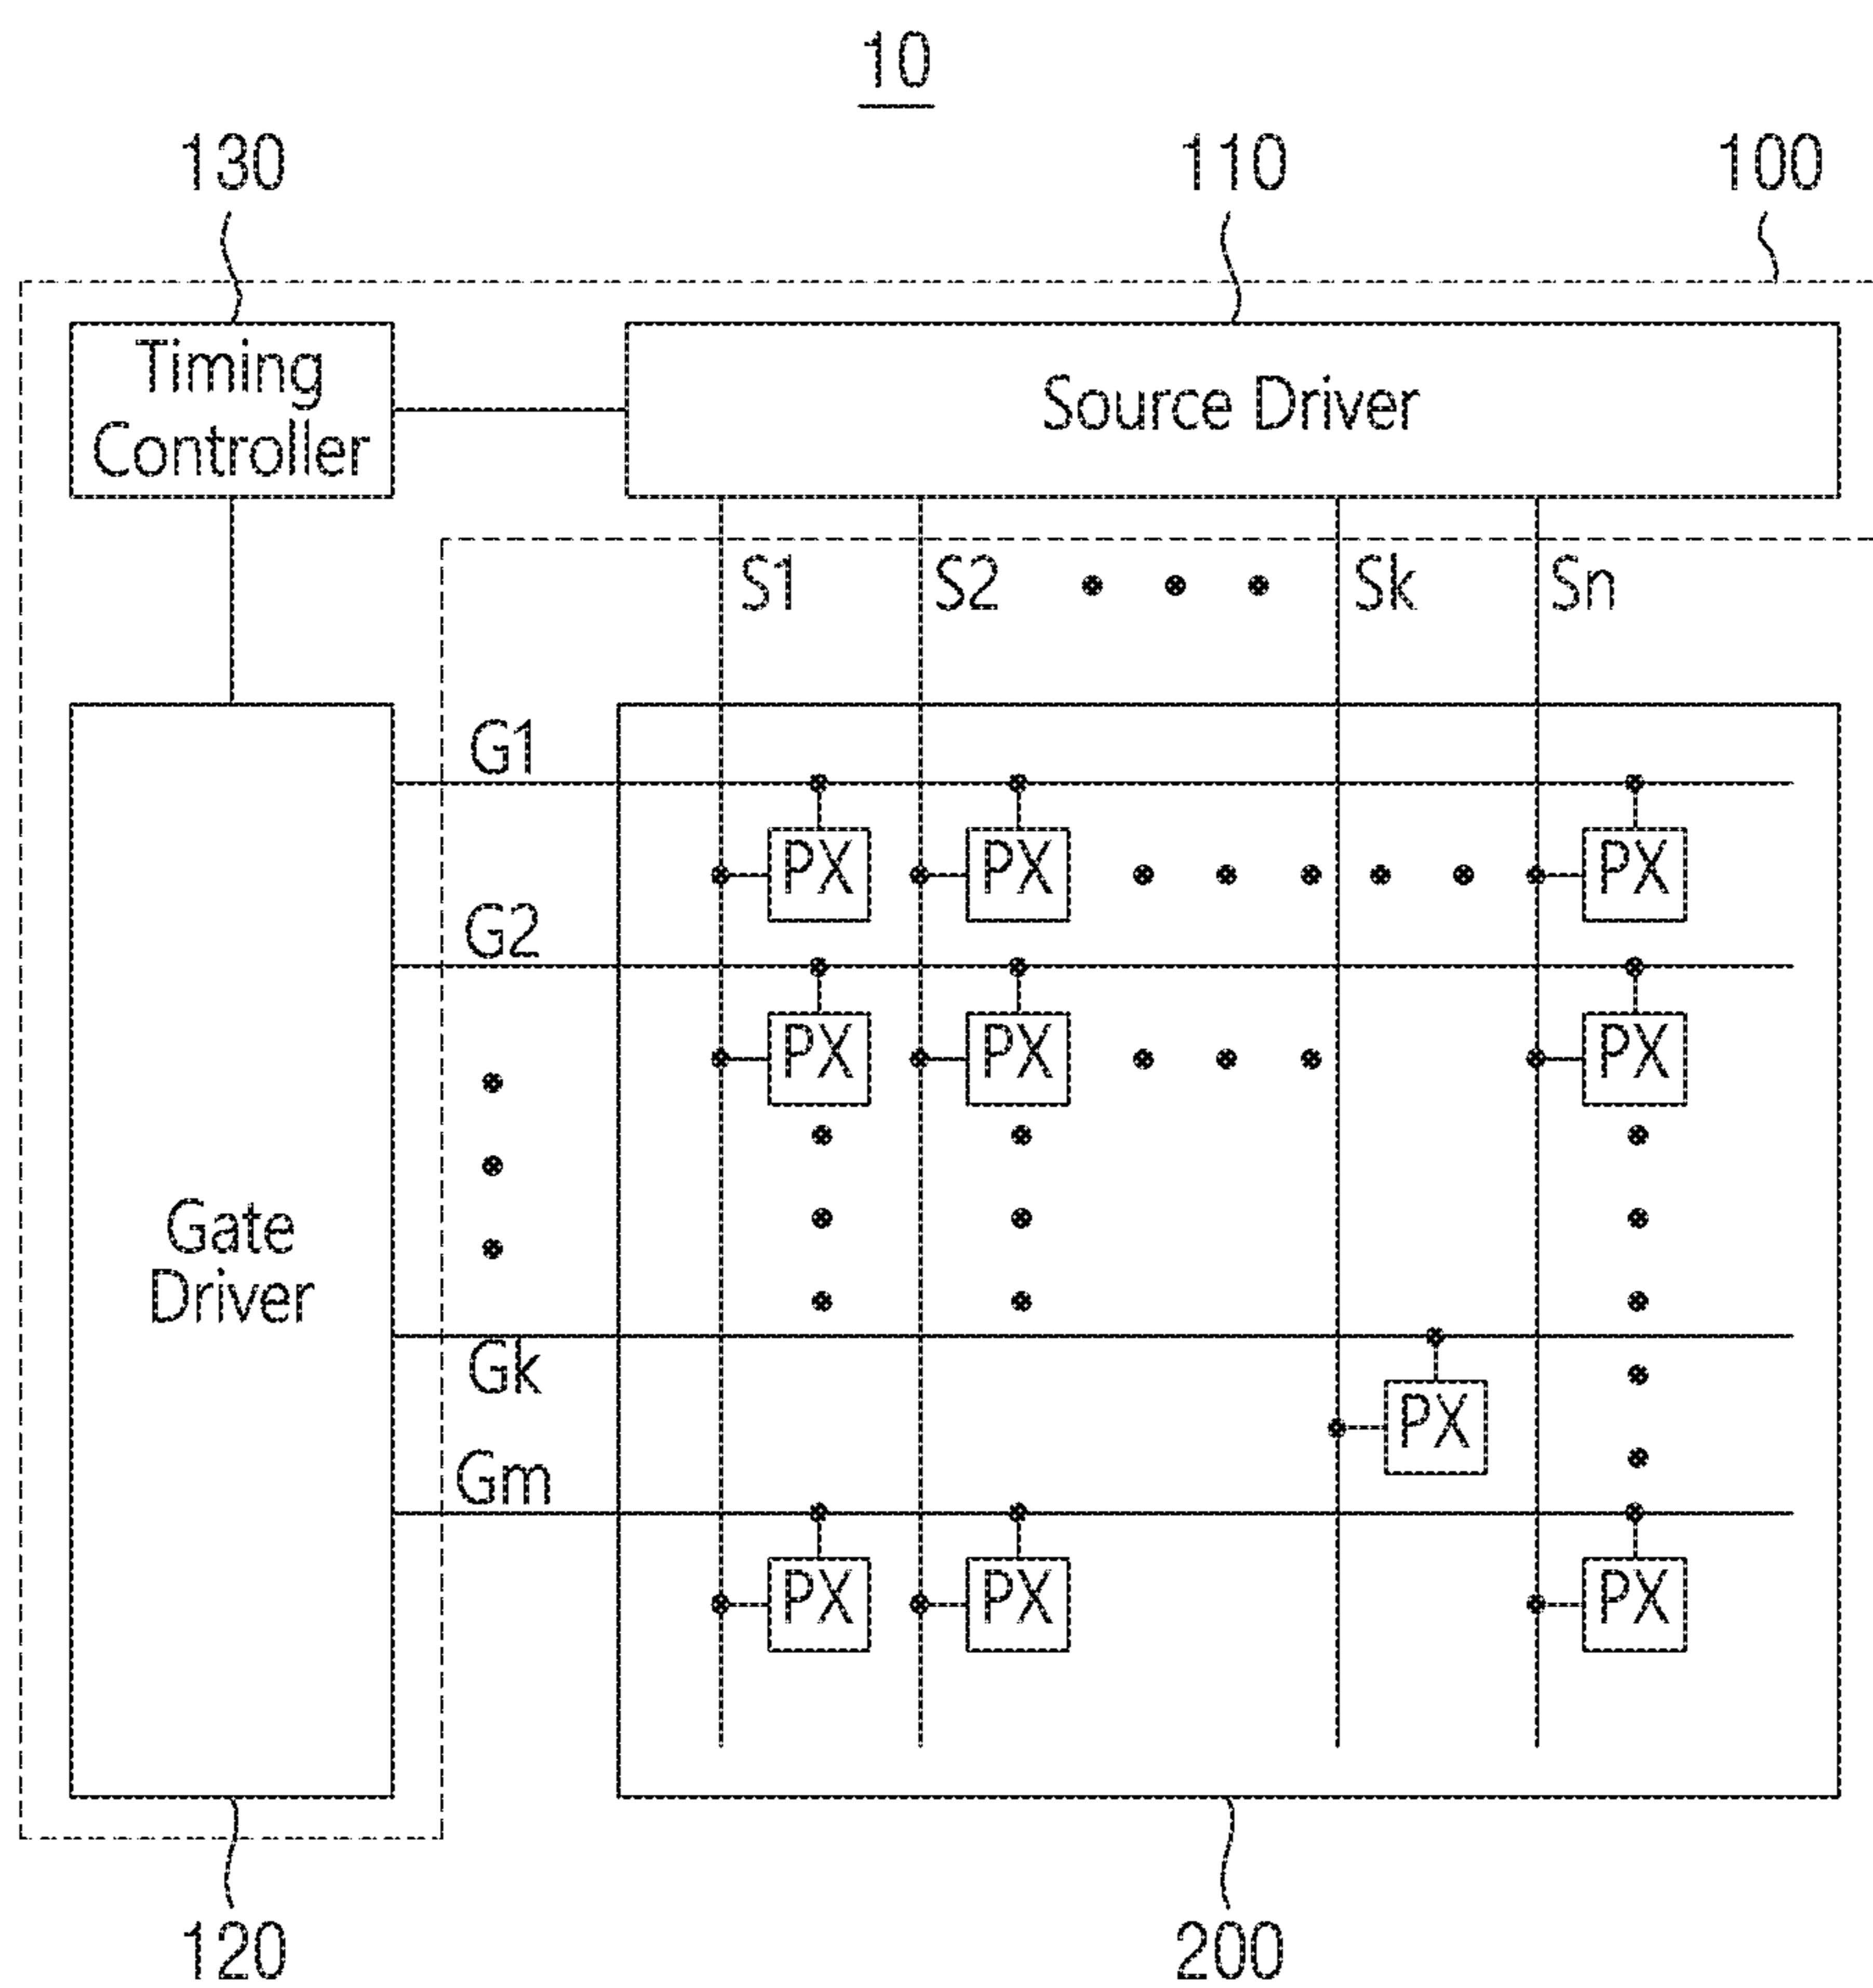 10
130 110 100
Timing
Controller
Source Driver
S1 S2 Sk Sn
G1
PX PX PX
G2
PX PX PX
Gate
Driver
Gk
PX
Gm
PX PX PX
120 200